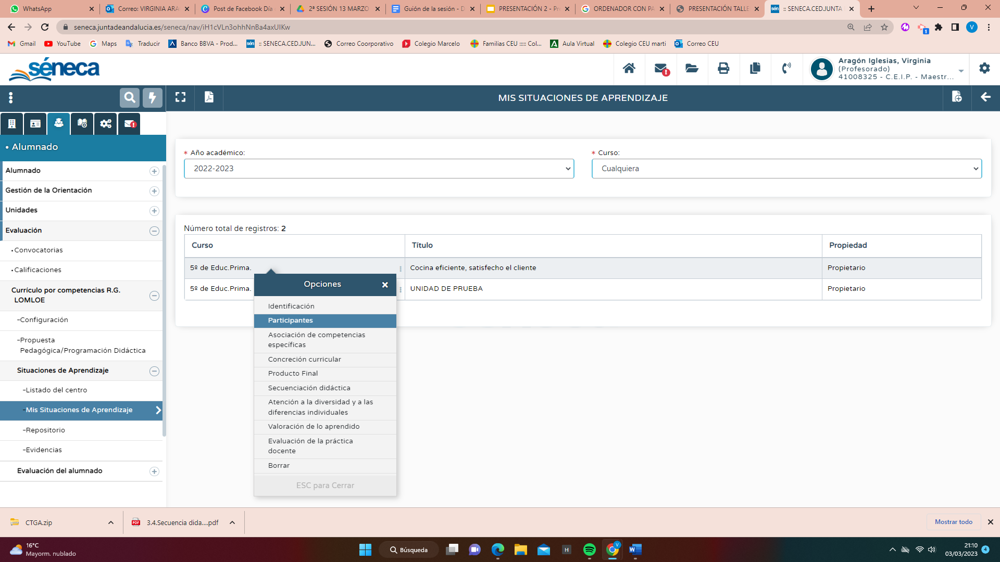 WhatsApp
Correo: VIRGINIA ARA
Post de Facebook Día
2ª SESIÓN 13 MARZO
Guión de la sesión - D
PRESENTACIÓN 2 - Pr
ORDENADOR CON PA
PRESENTACIÓN TALLE
:: SENECA.CED.JUNTA
seneca.juntadeandalucia.es/seneca/nav/iH1cVLn3ohhNnBa4axUIKw
Gmail
YouTube
Maps
Traducir
Banco BBVA - Prod...
:: SENECA.CED.JUN...
Correo Coorporativo
Colegio Marcelo
Familias CEU ::::: Col...
Aula Virtual
Colegio CEU marti
Correo CEU
séneca
Aragón Iglesias, Virginia
(Profesorado)
41008325 - C.E.I.P. - Maestr...
MIS SITUACIONES DE APRENDIZAJE
• Alumnado
Alumnado
Gestión de la Orientación
Unidades
Evaluación
• Convocatorias
• Calificaciones
Currículo por competencias R.G.
LOMLOE
-Configuración
-Propuesta
Pedagógica/Programación Didáctica
Situaciones de Aprendizaje
-Listado del centro
-Mis Situaciones de Aprendizaje
-Repositorio
-Evidencias
Evaluación del alumnado
* Año académico:
2022-2023
* Curso:
Cualquiera
Número total de registros: 2
Curso
Título
Propiedad
5º de Educ.Prima.
Cocina eficiente, satisfecho el cliente
Propietario
5º de Educ.Prima.
UNIDAD DE PRUEBA
Propietario
Opciones
Identificación
Participantes
Asociación de competencias
específicas
Concreción curricular
Producto Final
Secuenciación didáctica
Atención a la diversidad y a las
diferencias individuales
Valoración de lo aprendido
Evaluación de la práctica
docente
Borrar
ESC para Cerrar
CTGA.zip
3.4.Secuencia dida....pdf
Mostrar todo
16°C
Mayorm. nublado
Búsqueda
21:10
03/03/2023
4